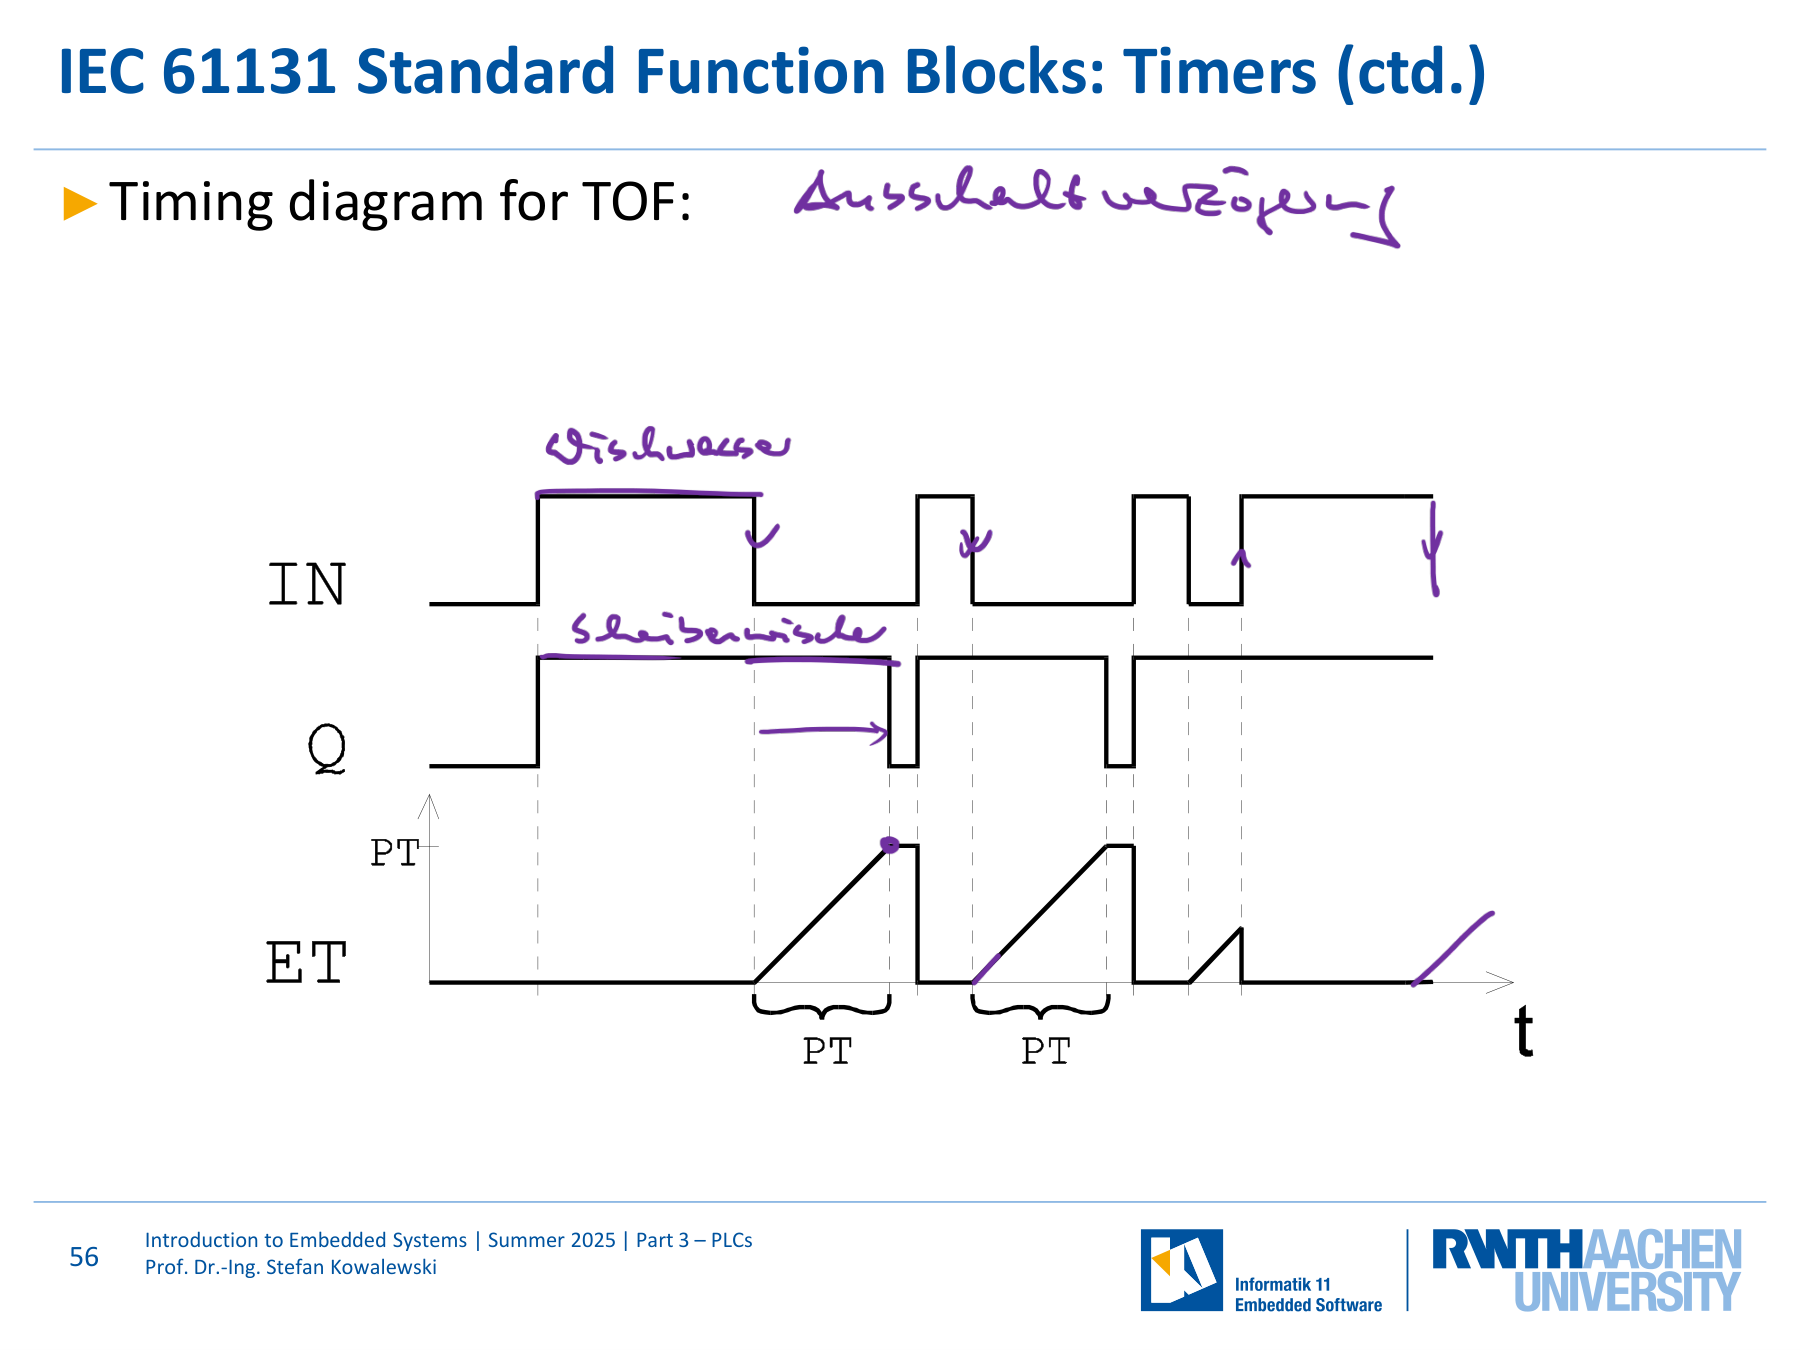 IEC 61131 Standard Function Blocks: Timers (ctd.)
Timing diagram for TOF: Ausschaltverzögerung
Wischwasser
IN
Scheibenwischer
Q
PT
ET
PT PT
t
56
Introduction to Embedded Systems | Summer 2025 | Part 3 – PLCs
Prof. Dr.-Ing. Stefan Kowalewski
Informatik 11
Embedded Software
RWTHAACHEN
UNIVERSITY